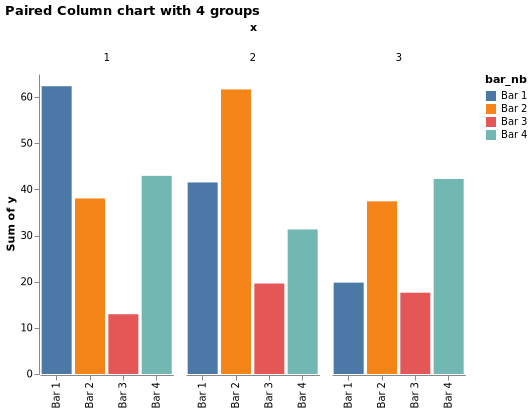 Paired Column chart with 4 groups
x
1 2 3
bar_nb
Bar 1
Bar 2
Bar 3
Bar 4
Sum of y
60
50
40
30
20
10
0
Bar 1 Bar 2 Bar 3 Bar 4 Bar 1 Bar 2 Bar 3 Bar 4 Bar 1 Bar 2 Bar 3 Bar 4